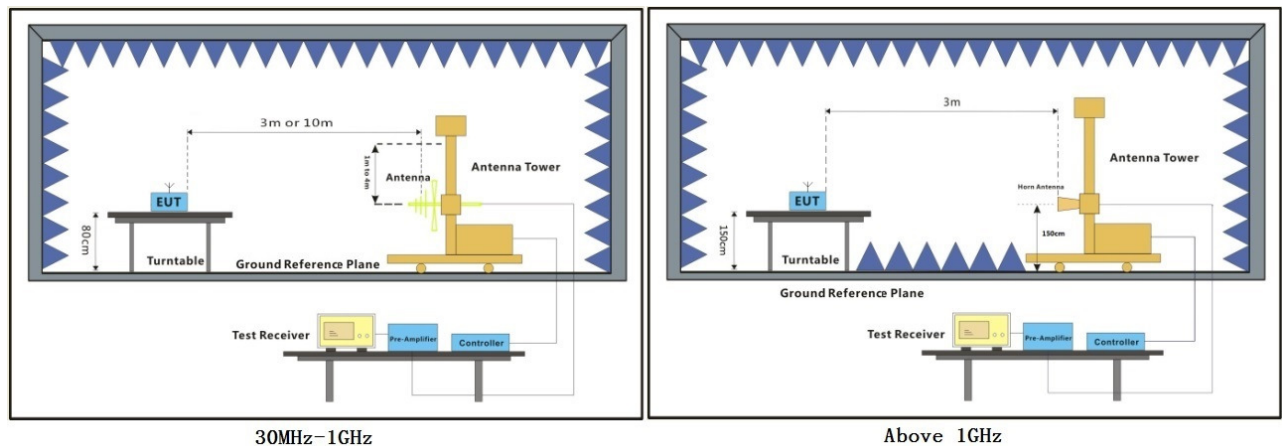 3m or 10m
1m to 4m
Antenna
Antenna Tower
EUT
80cm
Turntable
Ground Reference Plane
Test Receiver
Pre-Amplifier
Controller
30MHz-1GHz
3m
Antenna Tower
Horn Antenna
EUT
150cm
150cm
Turntable
Ground Reference Plane
Test Receiver
Pre-Amplifier
Controller
Above 1GHz